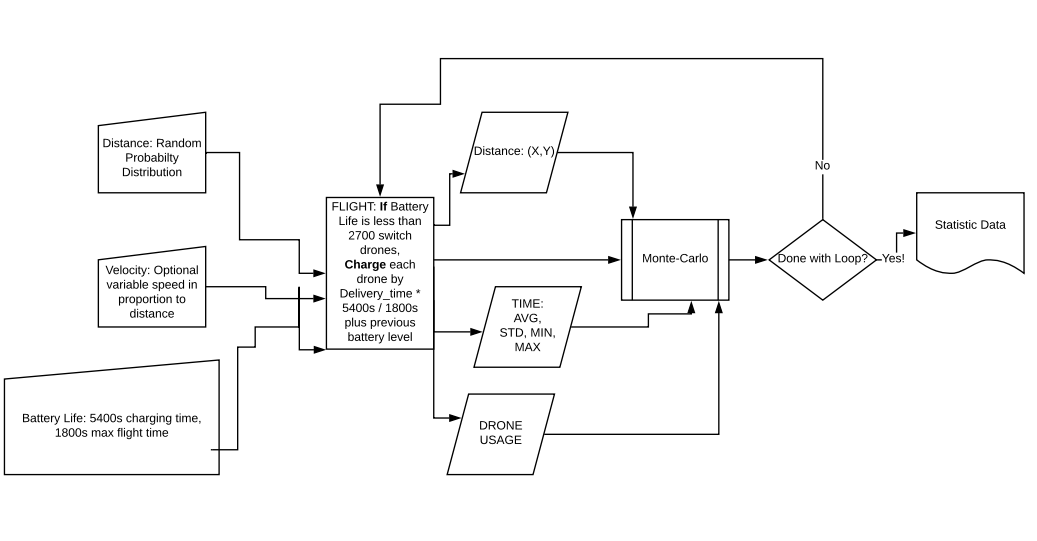 Distance: Random
Probabilty
Distribution
Velocity: Optional
variable speed in
proportion to
distance
Battery Life: 5400s charging time,
1800s max flight time
FLIGHT: If Battery
Life is less than
2700 switch
drones,
Charge each
drone by
Delivery_time *
5400s / 1800s
plus previous
battery level
Distance: (X,Y)
TIME:
AVG,
STD, MIN,
MAX
DRONE
USAGE
Monte-Carlo
Done with Loop?
No
Yes!
Statistic Data